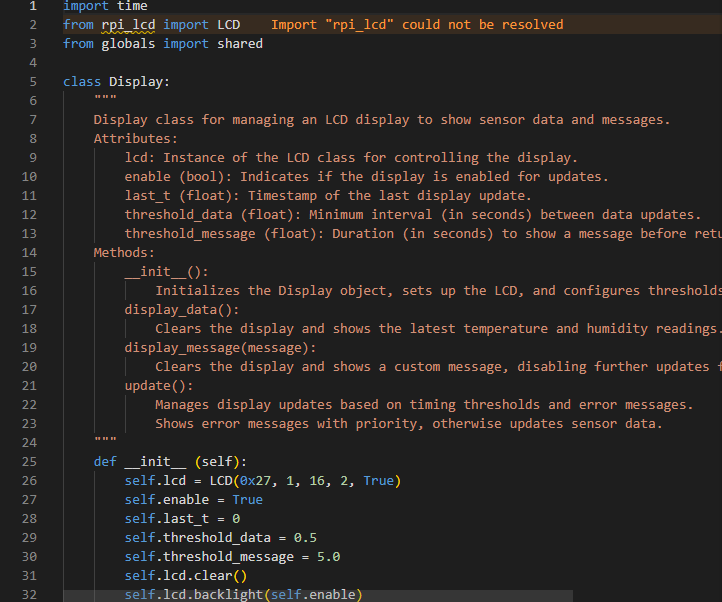 1 import time
2 from rpi_lcd import LCD Import "rpi_lcd" could not be resolved
3 from globals import shared
4
5 class Display:
6 """
7 Display class for managing an LCD display to show sensor data and messages.
8 Attributes:
9 lcd: Instance of the LCD class for controlling the display.
10 enable (bool): Indicates if the display is enabled for updates.
11 last_t (float): Timestamp of the last display update.
12 threshold_data (float): Minimum interval (in seconds) between data updates.
13 threshold_message (float): Duration (in seconds) to show a message before retu
14 Methods:
15 __init__():
16 Initializes the Display object, sets up the LCD, and configures thresholds
17 display_data():
18 Clears the display and shows the latest temperature and humidity readings.
19 display_message(message):
20 Clears the display and shows a custom message, disabling further updates f
21 update():
22 Manages display updates based on timing thresholds and error messages.
23 Shows error messages with priority, otherwise updates sensor data.
24 """
25 def __init__ (self):
26 self.lcd = LCD(0x27, 1, 16, 2, True)
27 self.enable = True
28 self.last_t = 0
29 self.threshold_data = 0.5
30 self.threshold_message = 5.0
31 self.lcd.clear()
32 self.lcd.backlight(self.enable)